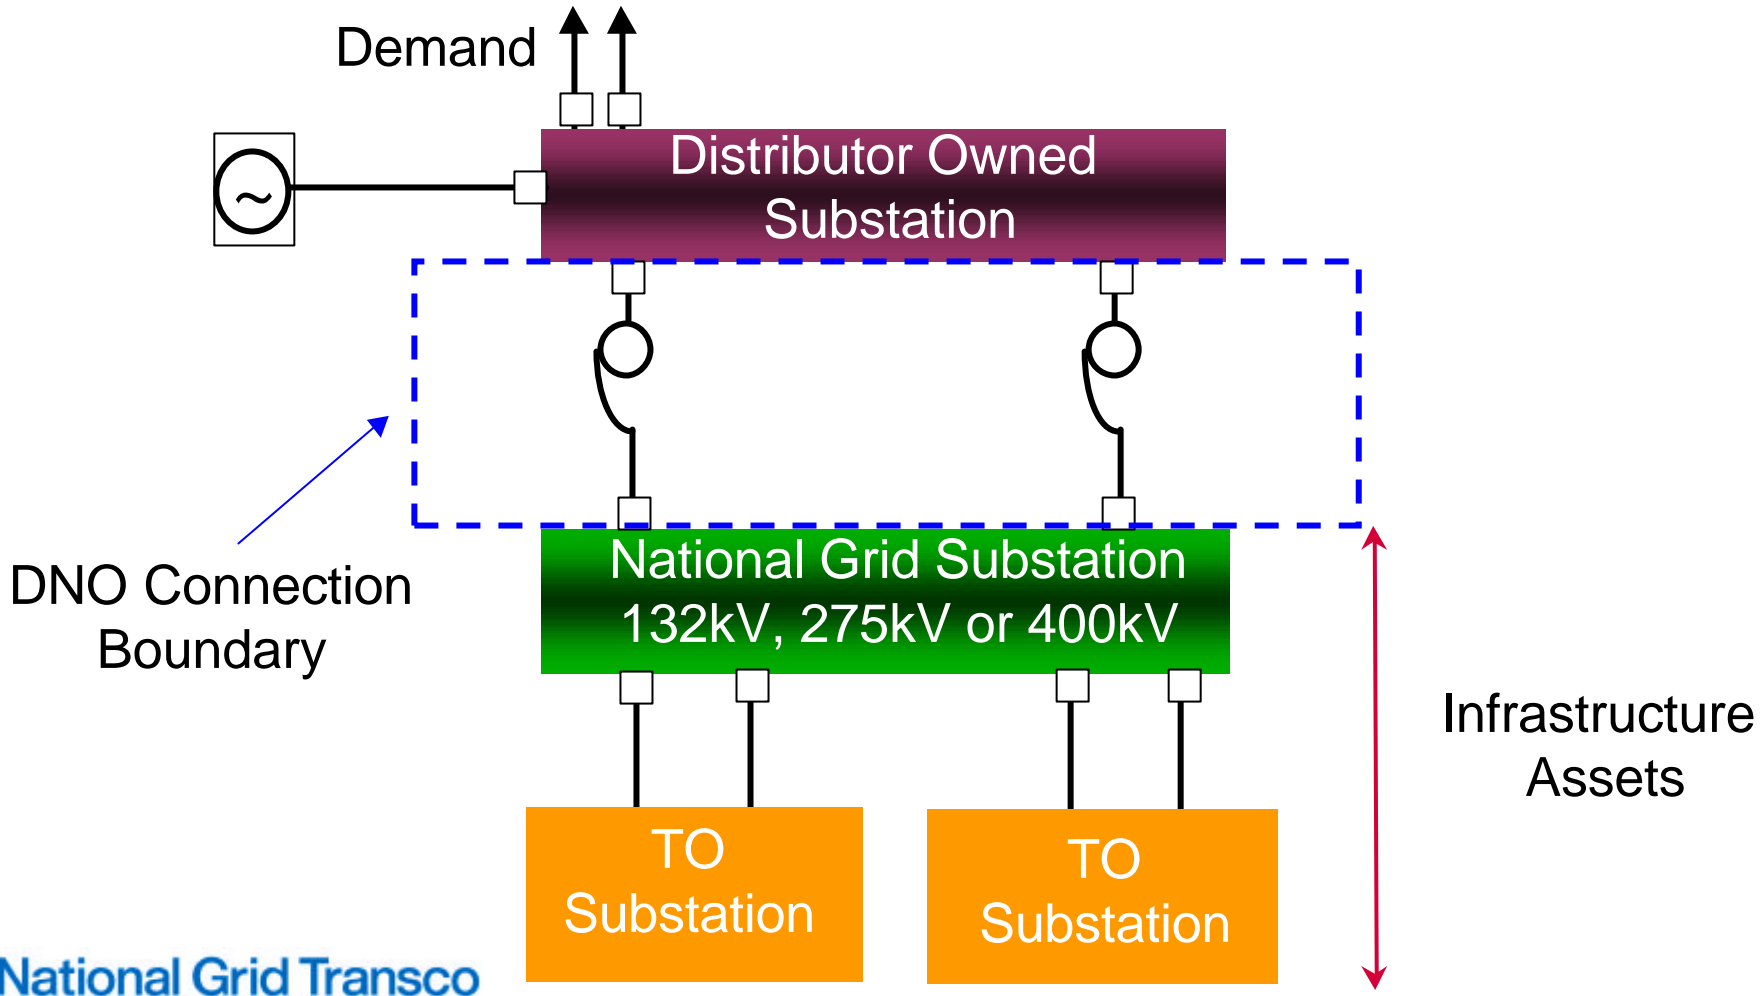 Demand
Distributor Owned
Substation
~
DNO Connection
Boundary
National Grid Substation
132kV, 275kV or 400kV
Infrastructure
Assets
TO
Substation
TO
Substation
National Grid Transco